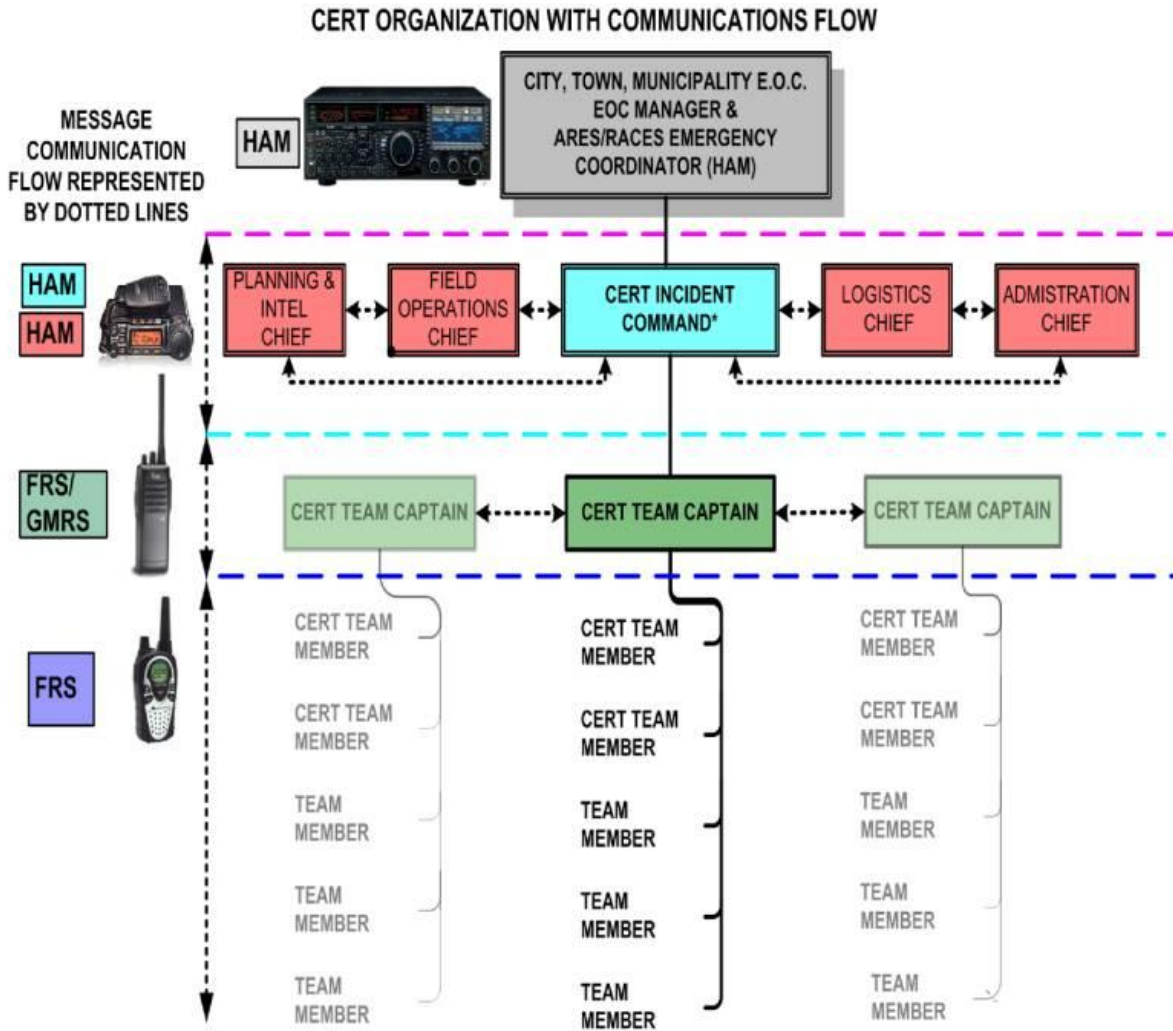 CERT ORGANIZATION WITH COMMUNICATIONS FLOW
CITY, TOWN, MUNICIPALITY E.O.C.
EOC MANAGER &
ARES/RACES EMERGENCY
COORDINATOR (HAM)
HAM
MESSAGE
COMMUNICATION
FLOW REPRESENTED
BY DOTTED LINES
HAM
HAM
PLANNING &
INTEL
CHIEF
FIELD
OPERATIONS
CHIEF
CERT INCIDENT
COMMAND*
LOGISTICS
CHIEF
ADMISTRATION
CHIEF
FRS/
GMRS
CERT TEAM CAPTAIN
CERT TEAM CAPTAIN
CERT TEAM CAPTAIN
FRS
CERT TEAM
MEMBER
CERT TEAM
MEMBER
TEAM
MEMBER
TEAM
MEMBER
TEAM
MEMBER
CERT TEAM
MEMBER
CERT TEAM
MEMBER
TEAM
MEMBER
TEAM
MEMBER
TEAM
MEMBER
CERT TEAM
MEMBER
CERT TEAM
MEMBER
TEAM
MEMBER
TEAM
MEMBER
TEAM
MEMBER